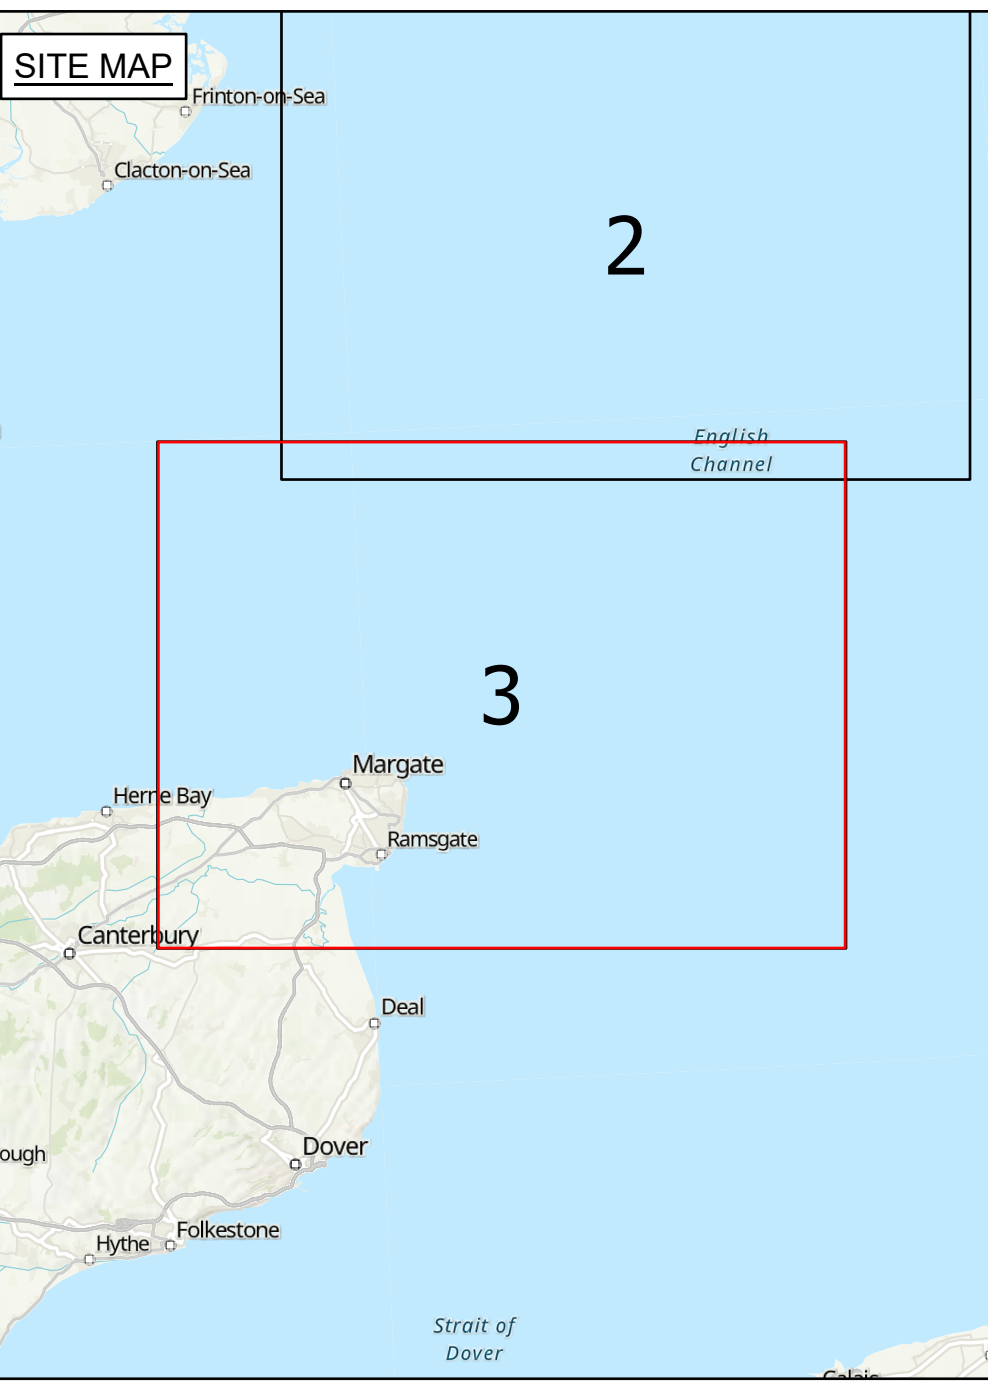 SITE MAP
Frinton-on-Sea
Clacton-on-Sea
2
English
Channel
3
Margate
Herne Bay
Ramsgate
Canterbury
Deal
Dover
ough
Folkestone
Hythe
Strait of
Dover
Calais